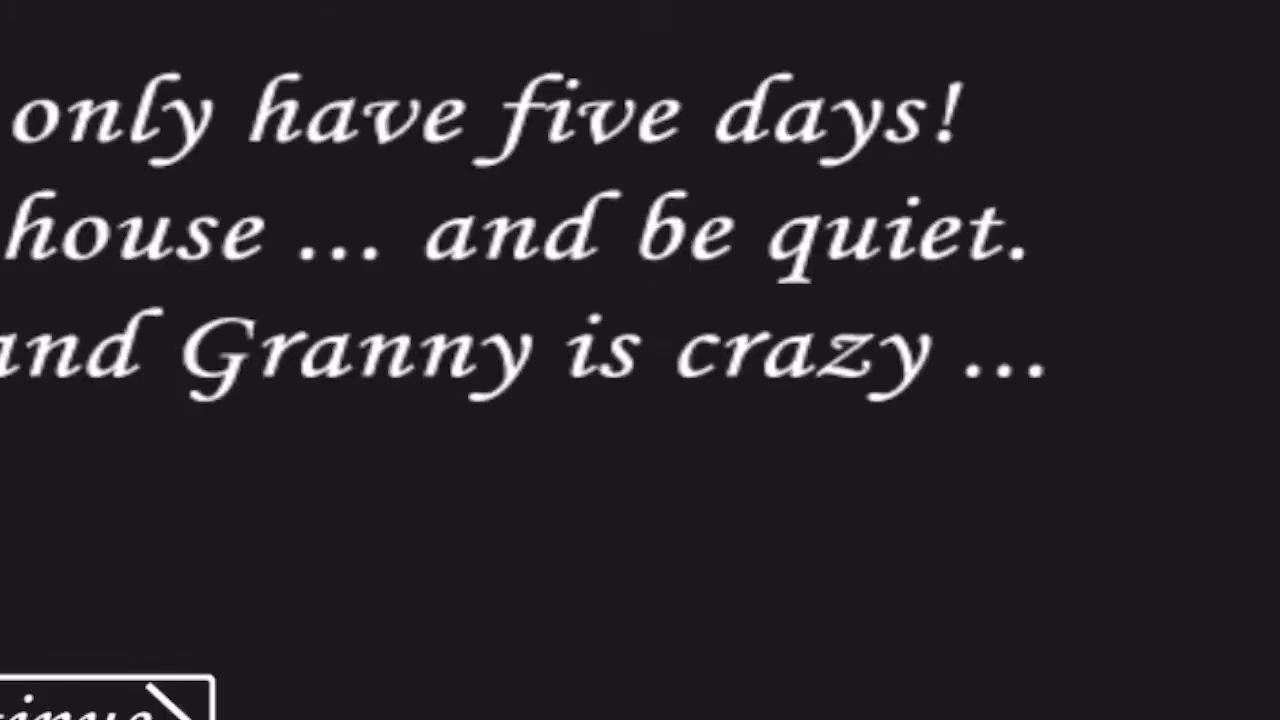 only have five days!
house ... and be quiet.
and Granny is crazy ...